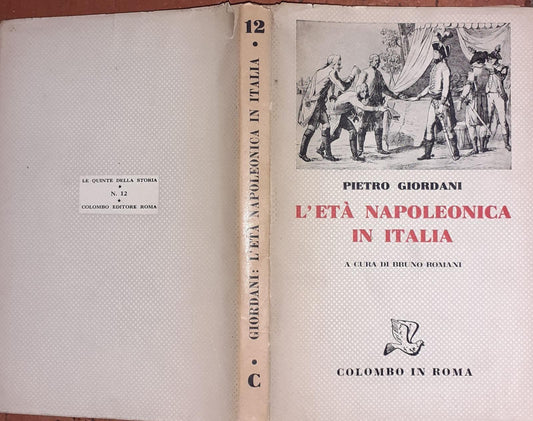 LE QUINTE DELLA STORIA
N. 12
COLOMBO EDITORE ROMA
12
GIORDANI: L'ETÀ NAPOLEONICA IN ITALIA
C
PIETRO GIORDANI
L'ETÀ NAPOLEONICA
IN ITALIA
A CURA DI BRUNO ROMANI
COLOMBO IN ROMA